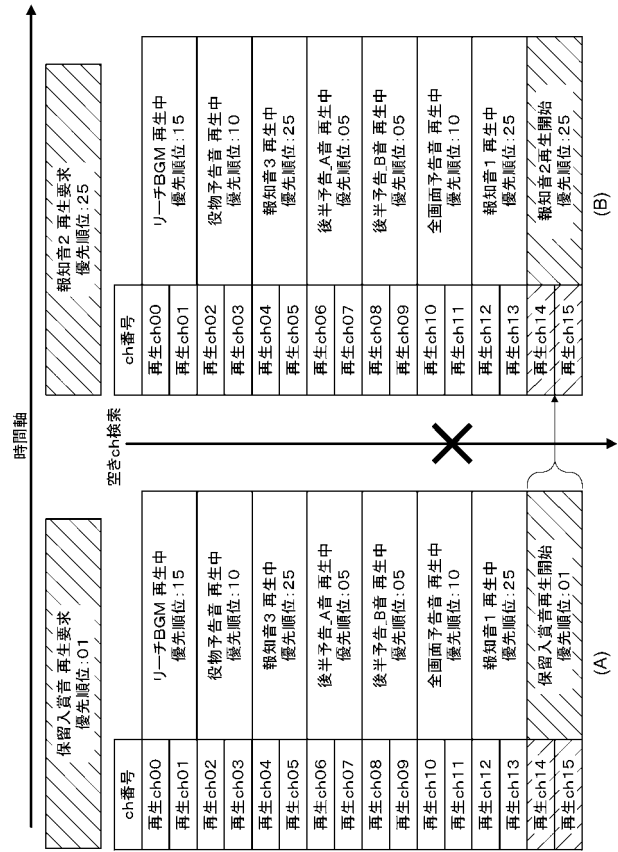 時間軸
保留入賞音 再生要求
優先順位:01
ch番号
再生ch00
再生ch01
リーチBGM 再生中
優先順位:15
再生ch02
再生ch03
役物予告音 再生中
優先順位:10
再生ch04
再生ch05
報知音3 再生中
優先順位:25
再生ch06
再生ch07
後半予告_A音 再生中
優先順位:05
再生ch08
再生ch09
後半予告_B音 再生中
優先順位:05
再生ch10
再生ch11
全画面予告音 再生中
優先順位:10
再生ch12
再生ch13
報知音1 再生中
優先順位:25
再生ch14
再生ch15
保留入賞音再生開始
優先順位:01
(A)
空きch検索
報知音2 再生要求
優先順位:25
ch番号
再生ch00
再生ch01
リーチBGM 再生中
優先順位:15
再生ch02
再生ch03
役物予告音 再生中
優先順位:10
再生ch04
再生ch05
報知音3 再生中
優先順位:25
再生ch06
再生ch07
後半予告_A音 再生中
優先順位:05
再生ch08
再生ch09
後半予告_B音 再生中
優先順位:05
再生ch10
再生ch11
全画面予告音 再生中
優先順位:10
再生ch12
再生ch13
報知音1 再生中
優先順位:25
再生ch14
再生ch15
報知音2再生開始
優先順位:25
(B)